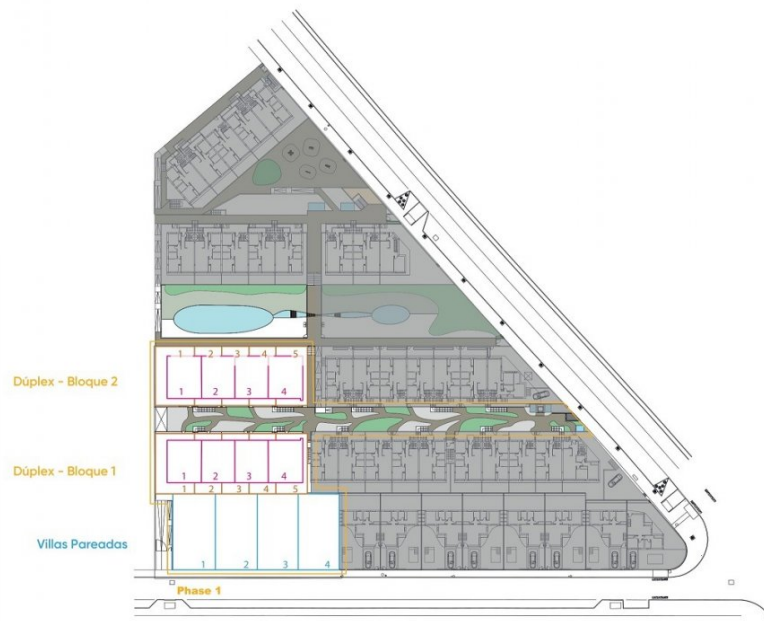 1 2 3 4 5
Dúplex - Bloque 2
1 2 3 4
Dúplex - Bloque 1
1 2 3 4
1 2 3 4 5
Villas Pareadas
1 2 3 4
Phase 1